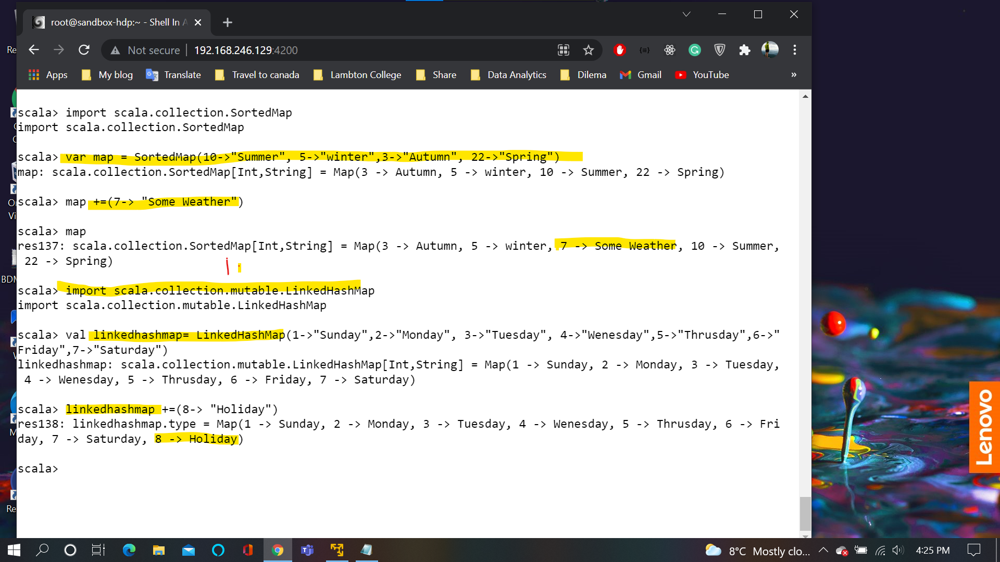 root@sandbox-hdp:~ - Shell In A
Not secure 192.168.246.129:4200
Apps My blog Translate Travel to canada Lambton College Share Data Analytics Dilema Gmail YouTube »
scala> import scala.collection.SortedMap
import scala.collection.SortedMap
scala> var map = SortedMap(10->"Summer", 5->"winter",3->"Autumn", 22->"Spring")
map: scala.collection.SortedMap[Int,String] = Map(3 -> Autumn, 5 -> winter, 10 -> Summer, 22 -> Spring)
scala> map +=(7-> "Some Weather")
scala> map
res137: scala.collection.SortedMap[Int,String] = Map(3 -> Autumn, 5 -> winter, 7 -> Some Weather, 10 -> Summer,
22 -> Spring)
scala> import scala.collection.mutable.LinkedHashMap
import scala.collection.mutable.LinkedHashMap
scala> val linkedhashmap= LinkedHashMap(1->"Sunday",2->"Monday", 3->"Tuesday", 4->"Wenesday",5->"Thrusday",6->"
Friday",7->"Saturday")
linkedhashmap: scala.collection.mutable.LinkedHashMap[Int,String] = Map(1 -> Sunday, 2 -> Monday, 3 -> Tuesday,
4 -> Wenesday, 5 -> Thrusday, 6 -> Friday, 7 -> Saturday)
scala> linkedhashmap +=(8-> "Holiday")
res138: linkedhashmap.type = Map(1 -> Sunday, 2 -> Monday, 3 -> Tuesday, 4 -> Wenesday, 5 -> Thrusday, 6 -> Fri
day, 7 -> Saturday, 8 -> Holiday)
scala>
Lenovo
8°C Mostly clo... 4:25 PM